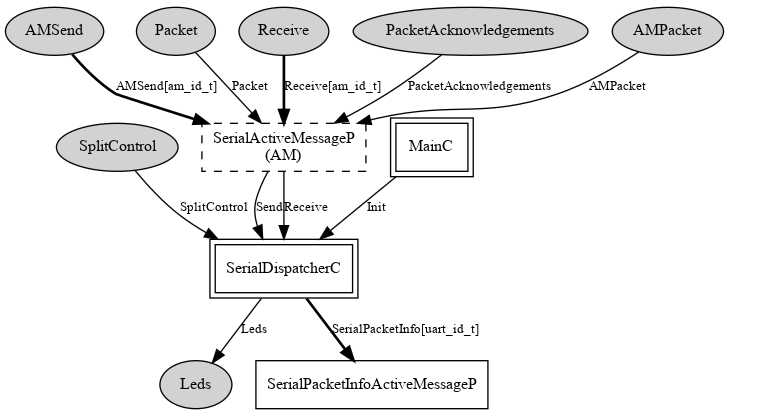 AMSend
Packet
Receive
PacketAcknowledgements
AMPacket
AMSend[am_id_t]
Packet
Receive[am_id_t]
PacketAcknowledgements
AMPacket
SplitControl
SerialActiveMessageP
(AM)
MainC
SplitControl
Send
Receive
Init
SerialDispatcherC
Leds
SerialPacketInfo[uart_id_t]
Leds
SerialPacketInfoActiveMessageP